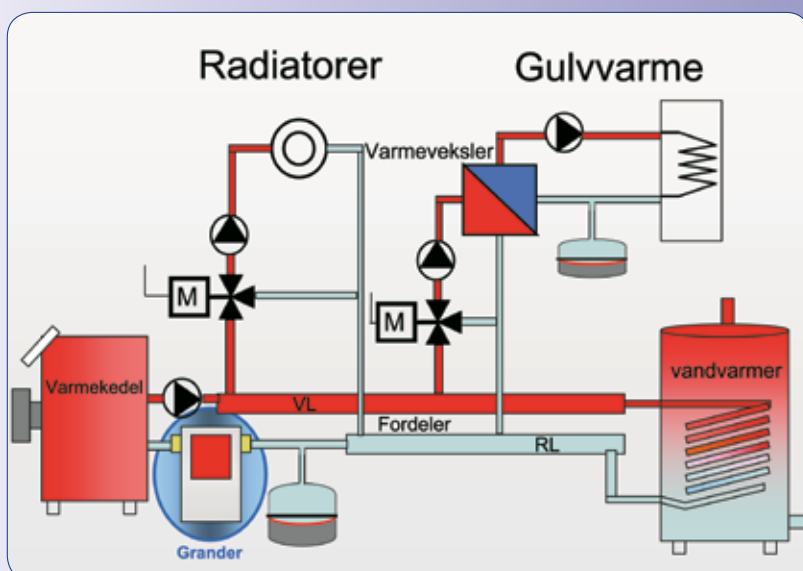 Radiatorer
Gulvvarme
Varmeveksler
M
M
Varmekedel
vandvarmer
VL
Fordeler
RL
Grander